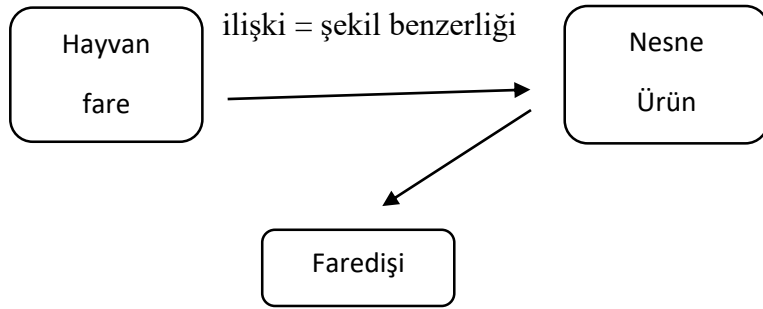 Hayvan
fare
ilişki = şekil benzerliği
Nesne
Ürün
Faredişi